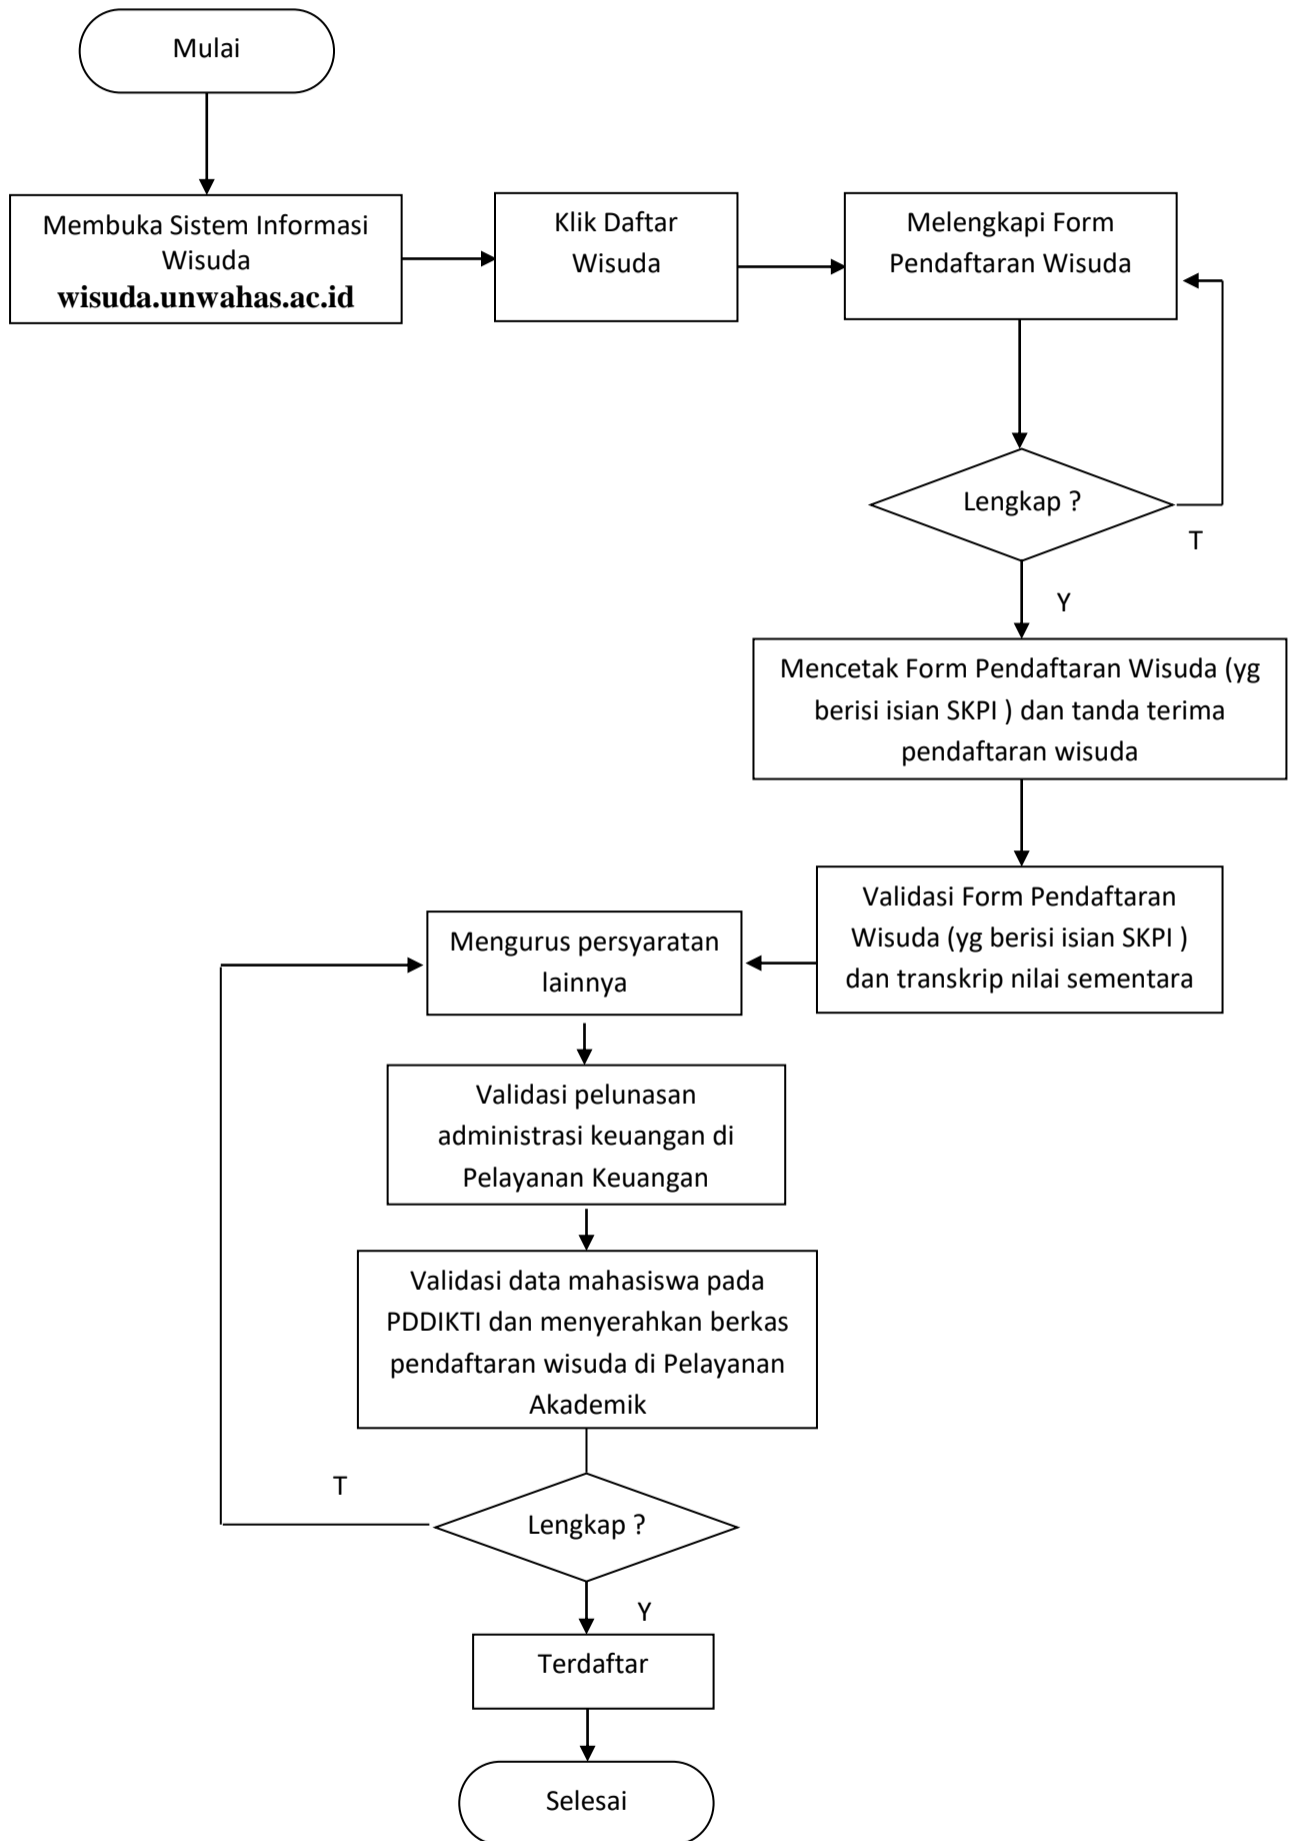 Mulai
Membuka Sistem Informasi
Wisuda
wisuda.unwahas.ac.id
Klik Daftar
Wisuda
Melengkapi Form
Pendaftaran Wisuda
Lengkap ?
T
Y
Mencetak Form Pendaftaran Wisuda (yg
berisi isian SKPI ) dan tanda terima
pendaftaran wisuda
Validasi Form Pendaftaran
Wisuda (yg berisi isian SKPI )
dan transkrip nilai sementara
Mengurus persyaratan
lainnya
Validasi pelunasan
administrasi keuangan di
Pelayanan Keuangan
Validasi data mahasiswa pada
PDDIKTI dan menyerahkan berkas
pendaftaran wisuda di Pelayanan
Akademik
T
Lengkap ?
Y
Terdaftar
Selesai